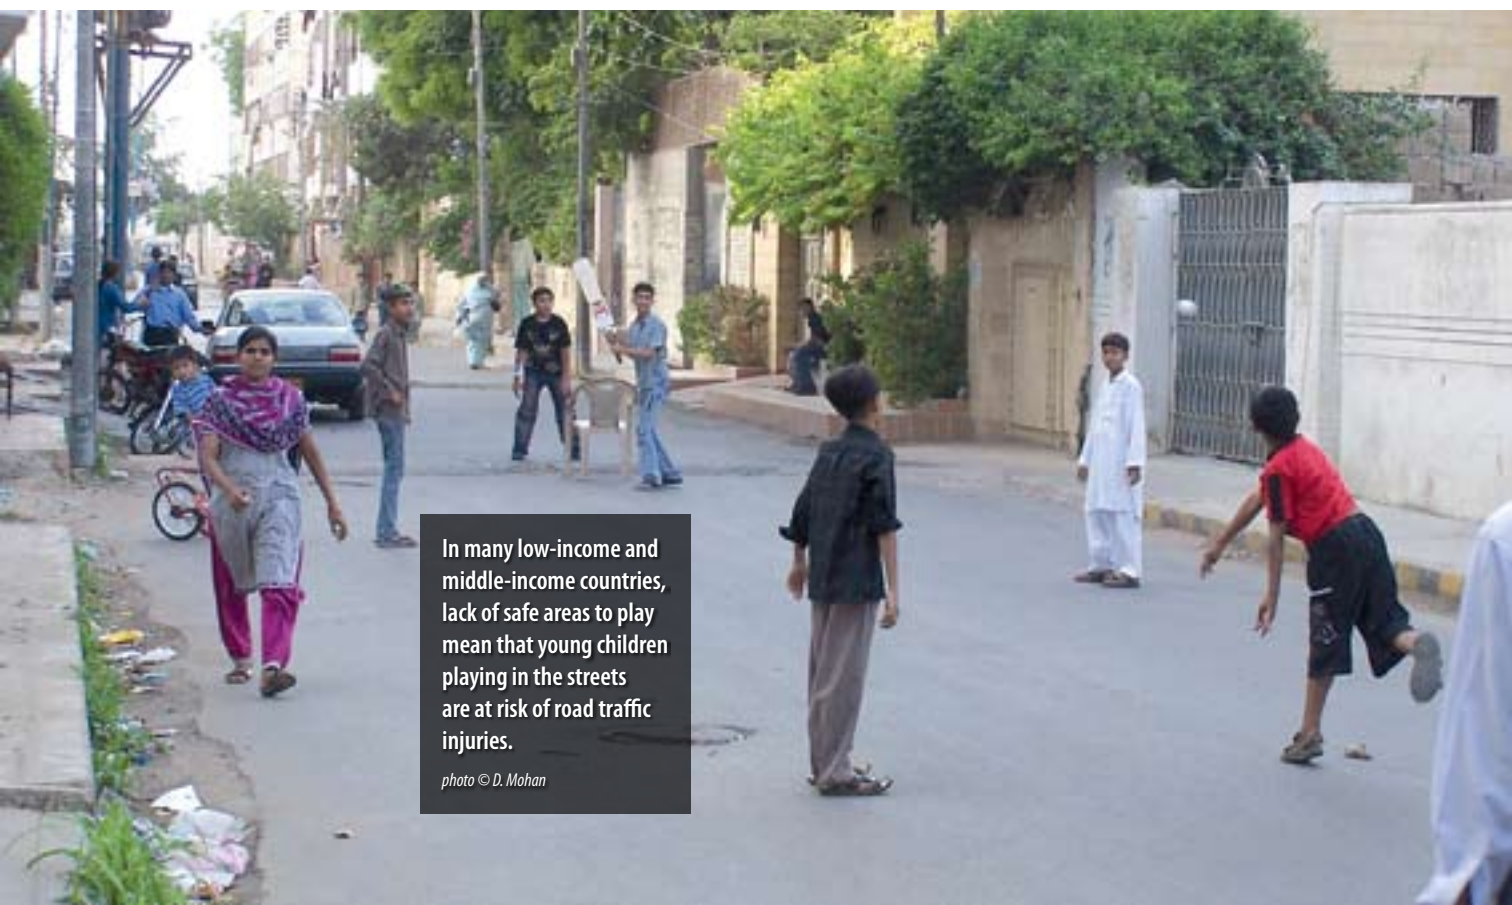 In many low-income and
middle-income countries,
lack of safe areas to play
mean that young children
playing in the streets
are at risk of road traffic
injuries.
photo © D. Mohan